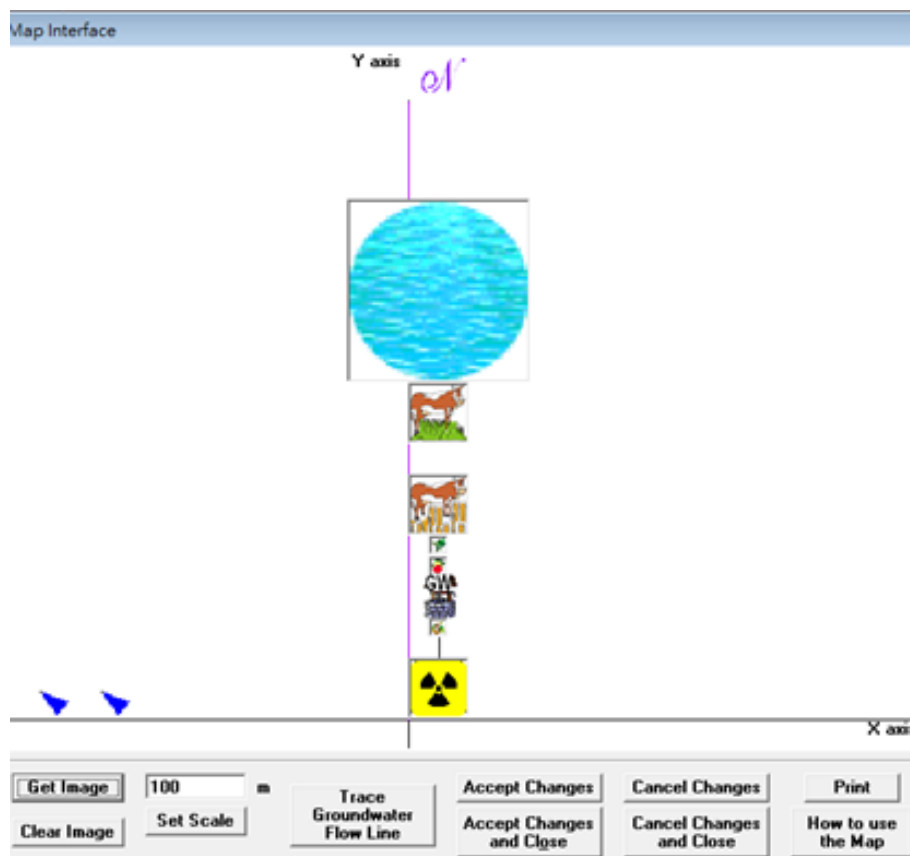 Map Interface
Y axis
N
GW
X axi
Get Image
100
m
Trace
Groundwater
Flow Line
Accept Changes
Cancel Changes
Print
Clear Image
Set Scale
Accept Changes
and Close
Cancel Changes
and Close
How to use
the Map